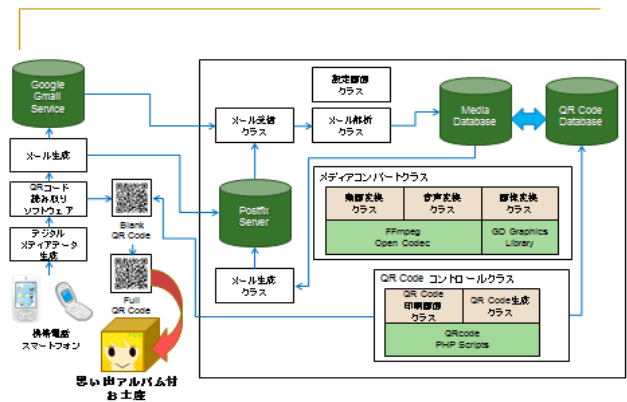 Google
Gmail
Service
メール生成
QRコード
読み取り
ソフトウェア
デジタル
メディアデータ
生成
携帯電話
スマートフォン
Blank
QR Code
Full
QR Code
思い出アルバム付
お土産
設定画面
クラス
メール受信
クラス
メール解析
クラス
Media
Database
QR Code
Database
Postfix
Server
メール生成
クラス
メディアコンバートクラス
動画変換
クラス
音声変換
クラス
画像変換
クラス
FFmpeg
Open Codec
GD Graphics
Library
QR Code コントロールクラス
QR Code
印刷画面
クラス
QR Code生成
クラス
QRcode
PHP Scripts